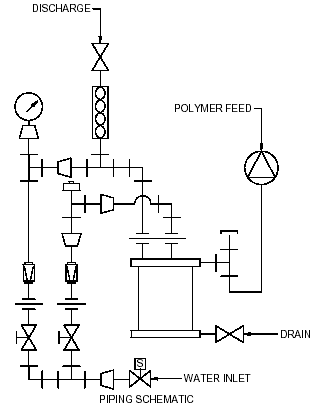 DISCHARGE
POLYMER FEED
DRAIN
S
WATER INLET
PIPING SCHEMATIC